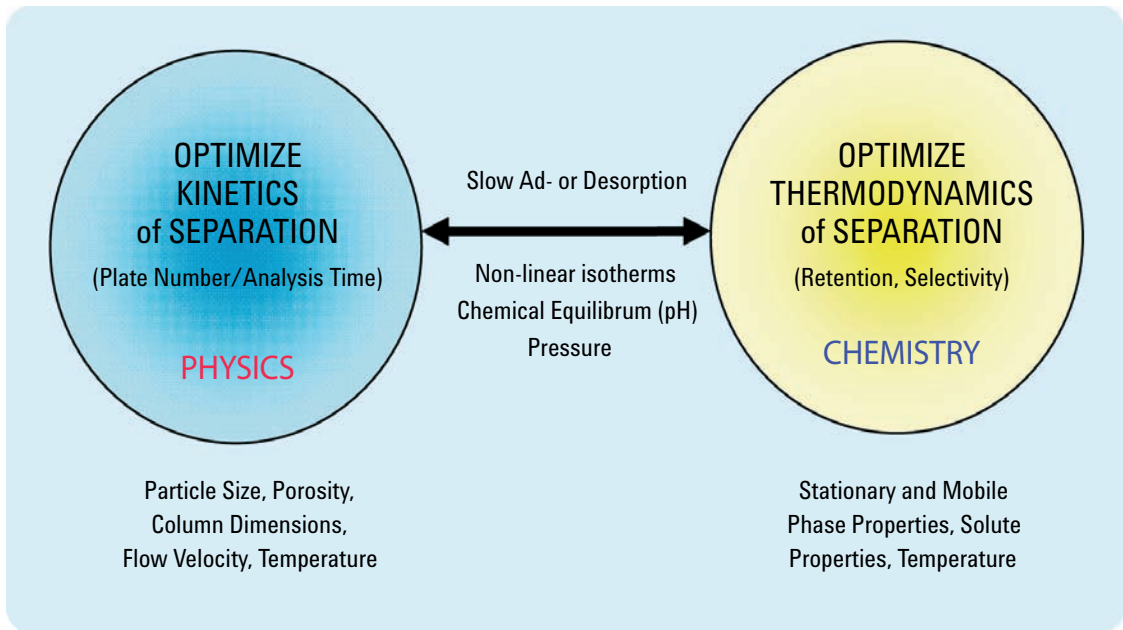 OPTIMIZE
KINETICS
of SEPARATION
(Plate Number/Analysis Time)
PHYSICS
Particle Size, Porosity,
Column Dimensions,
Flow Velocity, Temperature
Slow Ad- or Desorption
Non-linear isotherms
Chemical Equilibrum (pH)
Pressure
OPTIMIZE
THERMODYNAMICS
of SEPARATION
(Retention, Selectivity)
CHEMISTRY
Stationary and Mobile
Phase Properties, Solute
Properties, Temperature